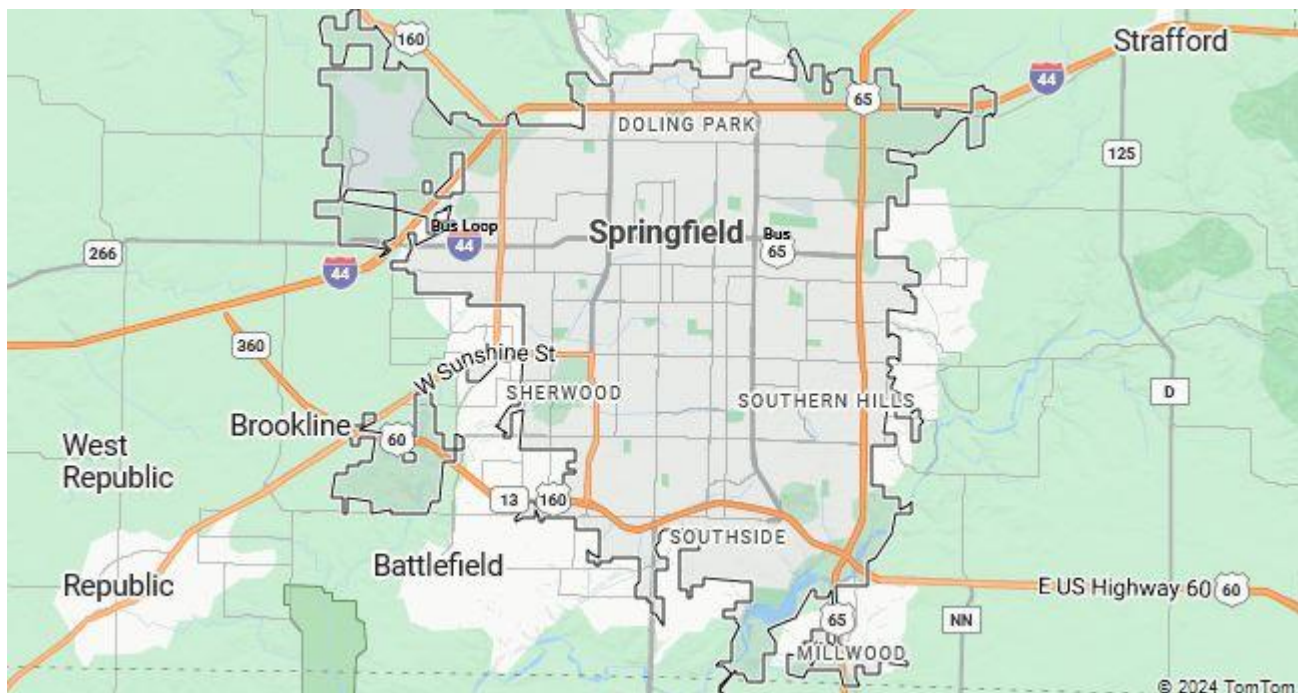 160
Strafford
44
65
DOLING PARK
125
Bus Loop
44
Springfield
Bus
65
266
44
360
W Sunshine St
SHERWOOD
SOUTHERN HILLS
D
Brookline
60
West
Republic
13
160
SOUTHSIDE
Battlefield
Republic
E US Highway 60
60
65
NN
MILLWOOD
© 2024 TomTom